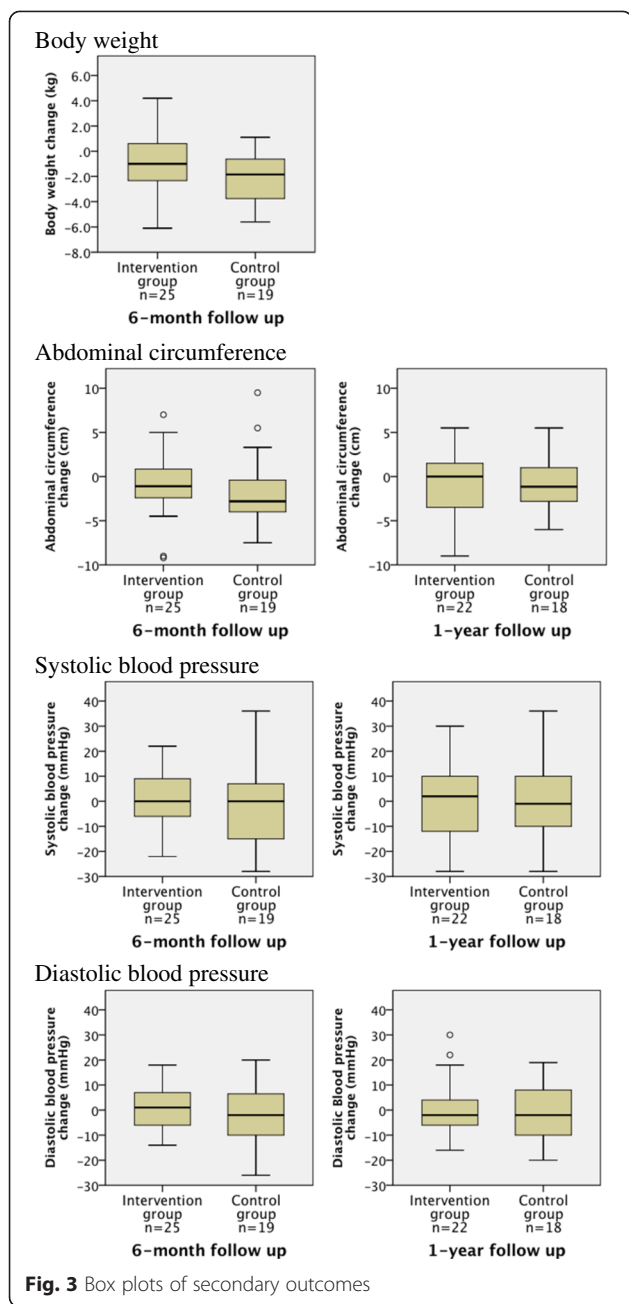 Body weight
Body weight change (kg)
6.0
4.0
2.0
.0
-2.0
-4.0
-6.0
-8.0
Intervention group n=25
Control group n=19
6-month follow up
Abdominal circumference
Abdominal circumference change (cm)
10
5
0
-5
-10
Intervention group n=25
Control group n=19
6-month follow up
Abdominal circumference change (cm)
10
5
0
-5
-10
Intervention group n=22
Control group n=18
1-year follow up
Systolic blood pressure
Systolic blood pressure change (mmHg)
40
30
20
10
0
-10
-20
-30
Intervention group n=25
Control group n=19
6-month follow up
Systolic blood pressure change (mmHg)
40
30
20
10
0
-10
-20
-30
Intervention group n=22
Control group n=18
1-year follow up
Diastolic blood pressure
Diastolic blood pressure change (mmHg)
40
30
20
10
0
-10
-20
-30
Intervention group n=25
Control group n=19
6-month follow up
Diastolic Blood pressure change (mmHg)
40
30
20
10
0
-10
-20
-30
Intervention group n=22
Control group n=18
1-year follow up
Fig. 3 Box plots of secondary outcomes